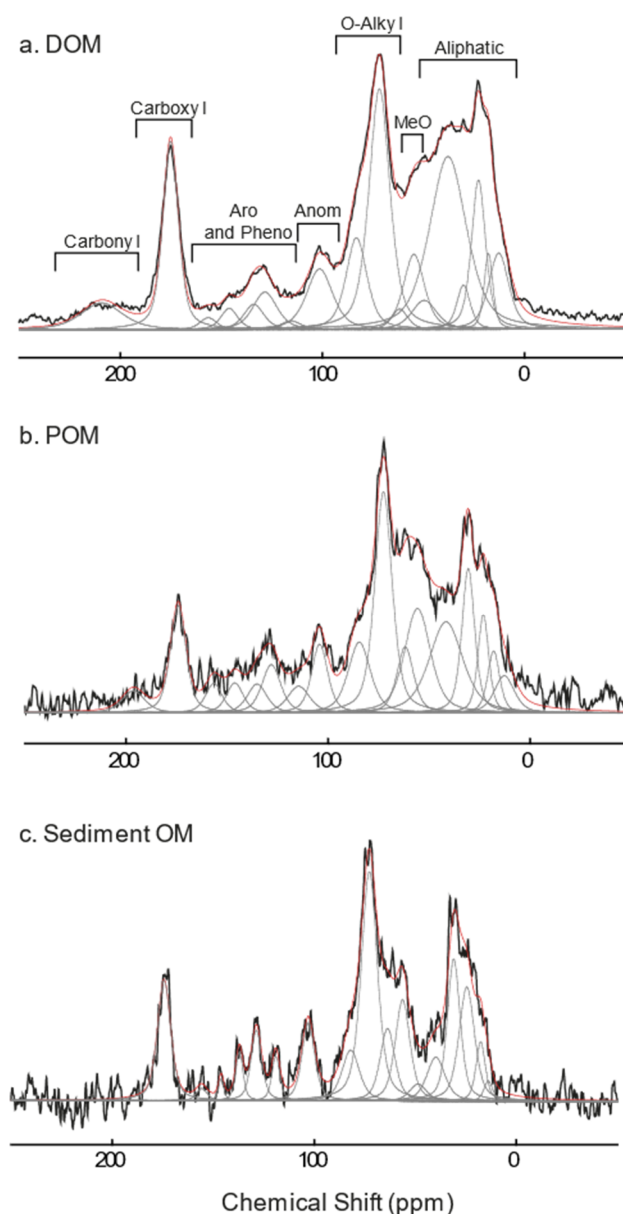 a. DOM
O-Alkyl
Aliphatic
Carboxyl
MeO
Aro
and Pheno
Anom
Carbonyl
200
100
0
b. POM
200
100
0
c. Sediment OM
200
100
0
Chemical Shift (ppm)